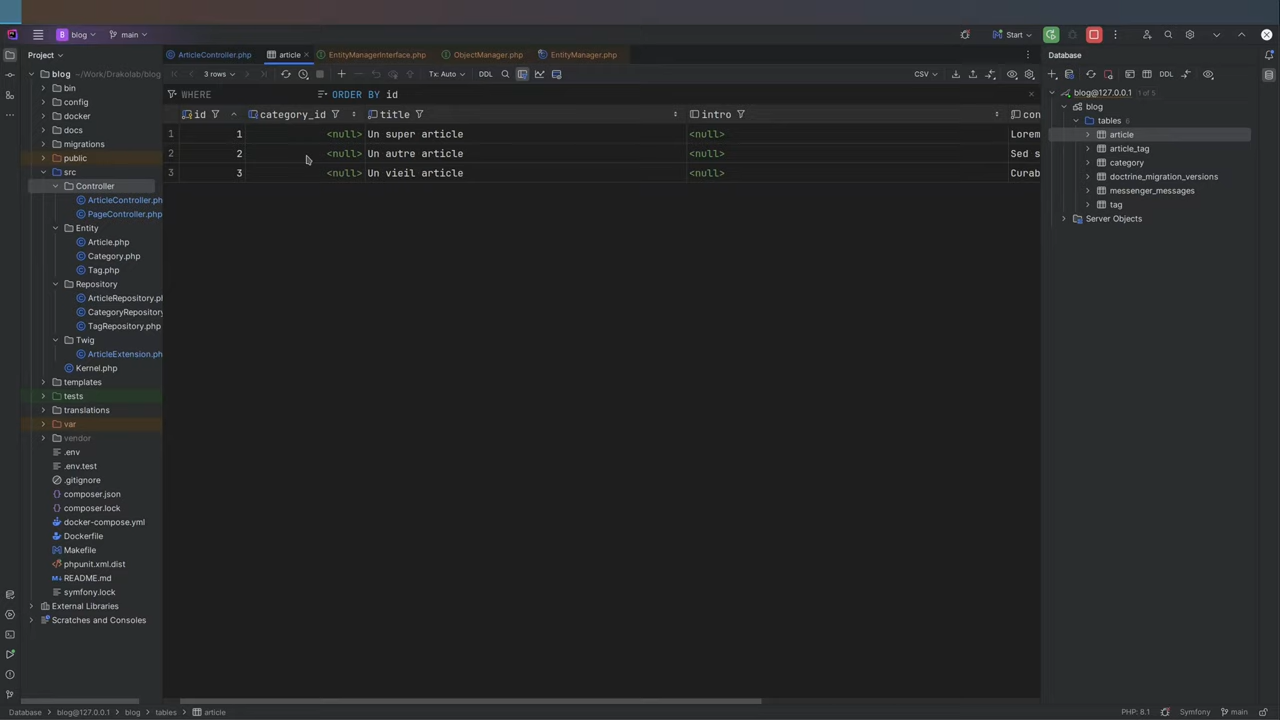 B blog main Start
Project ArticleController.php article EntityManagerInterface.php ObjectManager.php EntityManager.php Database
3 rows Tx: Auto DDL CSV DDL
WHERE ORDER BY id
id category_id title intro con
1 1 <null> Un super article <null> Lorem
2 2 <null> Un autre article <null> Sed s
3 3 <null> Un vieil article <null> Curab
blog ~/Work/Drakolab/blog
bin
config
docker
docs
migrations
public
src
Controller
ArticleController.ph
PageController.php
Entity
Article.php
Category.php
Tag.php
Repository
ArticleRepository.pl
CategoryRepository
TagRepository.php
Twig
ArticleExtension.ph
Kernel.php
templates
tests
translations
var
vendor
.env
.env.test
.gitignore
composer.json
composer.lock
docker-compose.yml
Dockerfile
Makefile
phpunit.xml.dist
README.md
symfony.lock
External Libraries
Scratches and Consoles
blog@127.0.0.1 1 of 5
blog
tables 6
article
article_tag
category
doctrine_migration_versions
messenger_messages
tag
Server Objects
Database blog@127.0.0.1 blog tables article PHP: 8.1 Symfony main